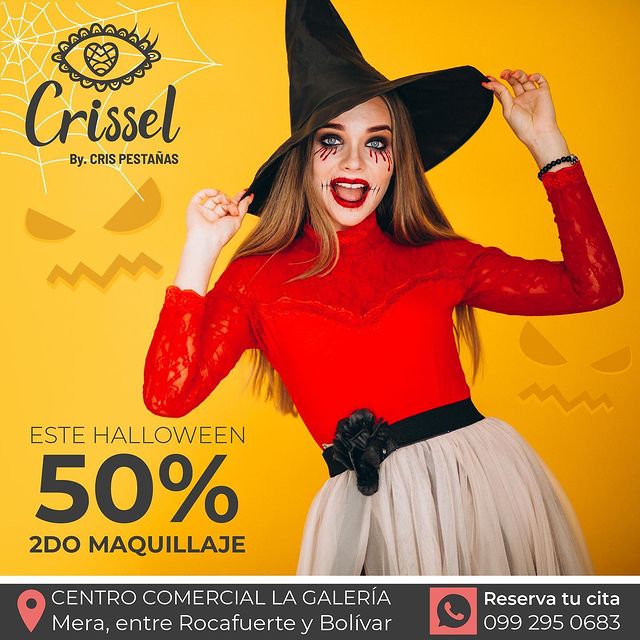 Crissel
By. CRIS PESTAÑAS
ESTE HALLOWEEN
50%
2DO MAQUILLAJE
CENTRO COMERCIAL LA GALERÍA
Mera, entre Rocafuerte y Bolívar
Reserva tu cita
099 295 0683